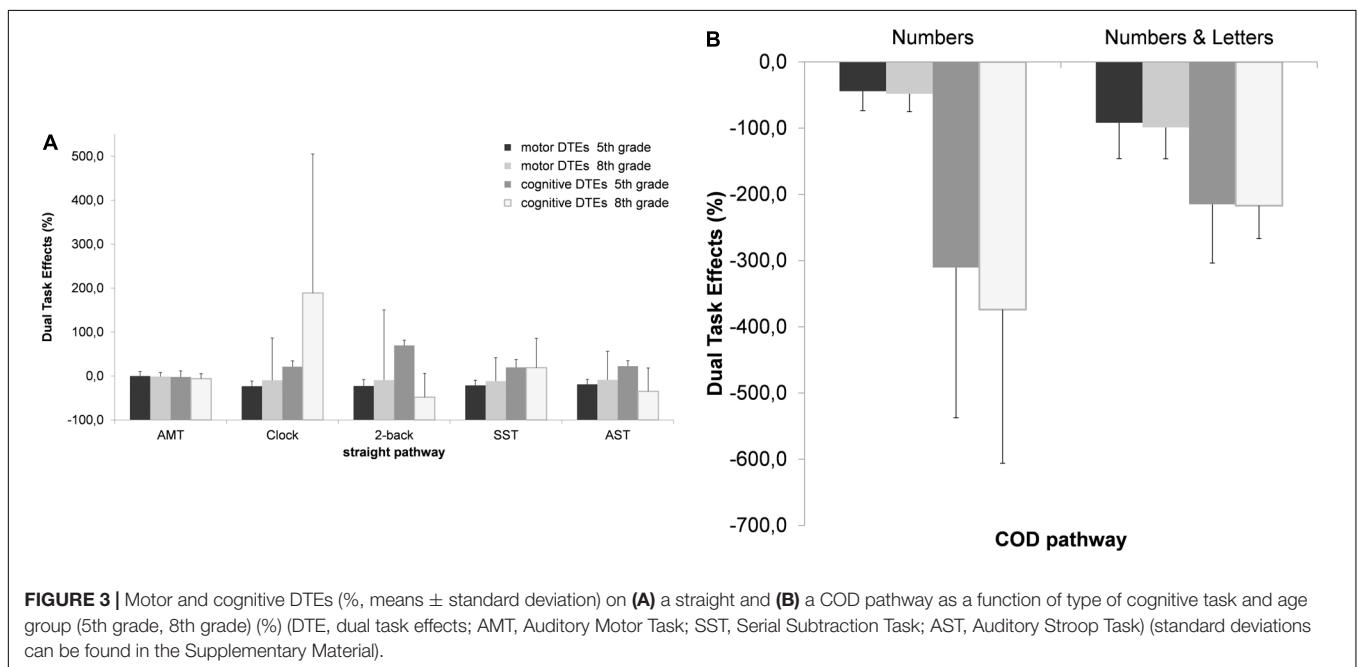 A
Dual Task Effects (%)
500,0
400,0
300,0
200,0
100,0
0,0
-100,0
motor DTEs 5th grade
motor DTEs 8th grade
cognitive DTEs 5th grade
cognitive DTEs 8th grade
AMT Clock 2-back SST AST
straight pathway
B
Numbers Numbers & Letters
Dual Task Effects (%)
0,0
-100,0
-200,0
-300,0
-400,0
-500,0
-600,0
-700,0
COD pathway
FIGURE 3 | Motor and cognitive DTEs (%, means ± standard deviation) on (A) a straight and (B) a COD pathway as a function of type of cognitive task and age
group (5th grade, 8th grade) (%) (DTE, dual task effects; AMT, Auditory Motor Task; SST, Serial Subtraction Task; AST, Auditory Stroop Task) (standard deviations
can be found in the Supplementary Material).